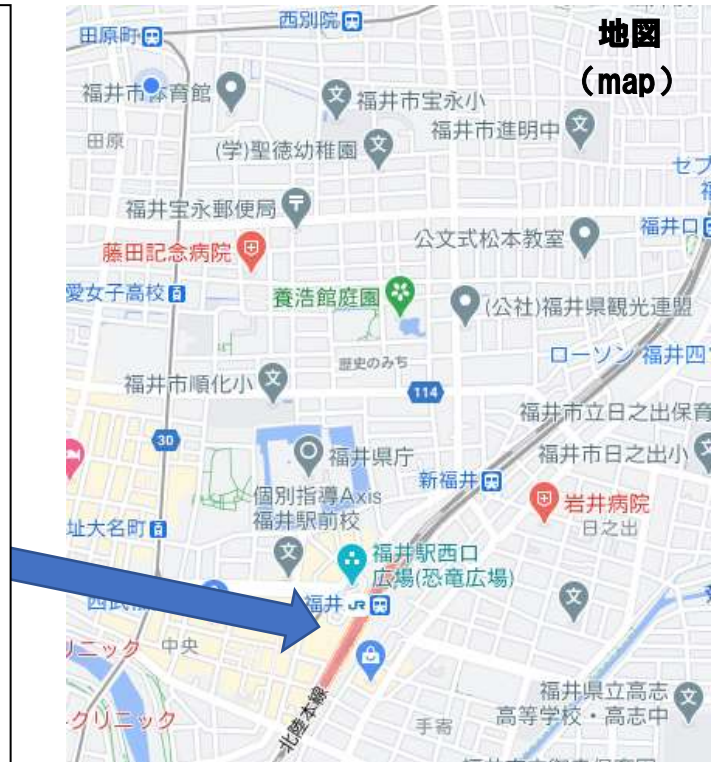 西別院
田原町
地図
(map)
福井市体育館
福井市宝永小
福井市進明中
田原
(学)聖徳幼稚園
セブ
福井宝永郵便局
福井口
公文式松本教室
藤田記念病院
愛女子高校
養浩館庭園
(公社)福井県観光連盟
歴史のみち
ローソン 福井四
福井市順化小
114
福井市立日之出保育
30
福井県庁
福井市日之出小
新福井
個別指導Axis
福井駅前校
岩井病院
日之出
址大名町
福井駅西口
広場(恐竜広場)
福井 JR
ニック
中央
北陸本線
クリニック
手寄
福井県立高志
高等学校・高志中